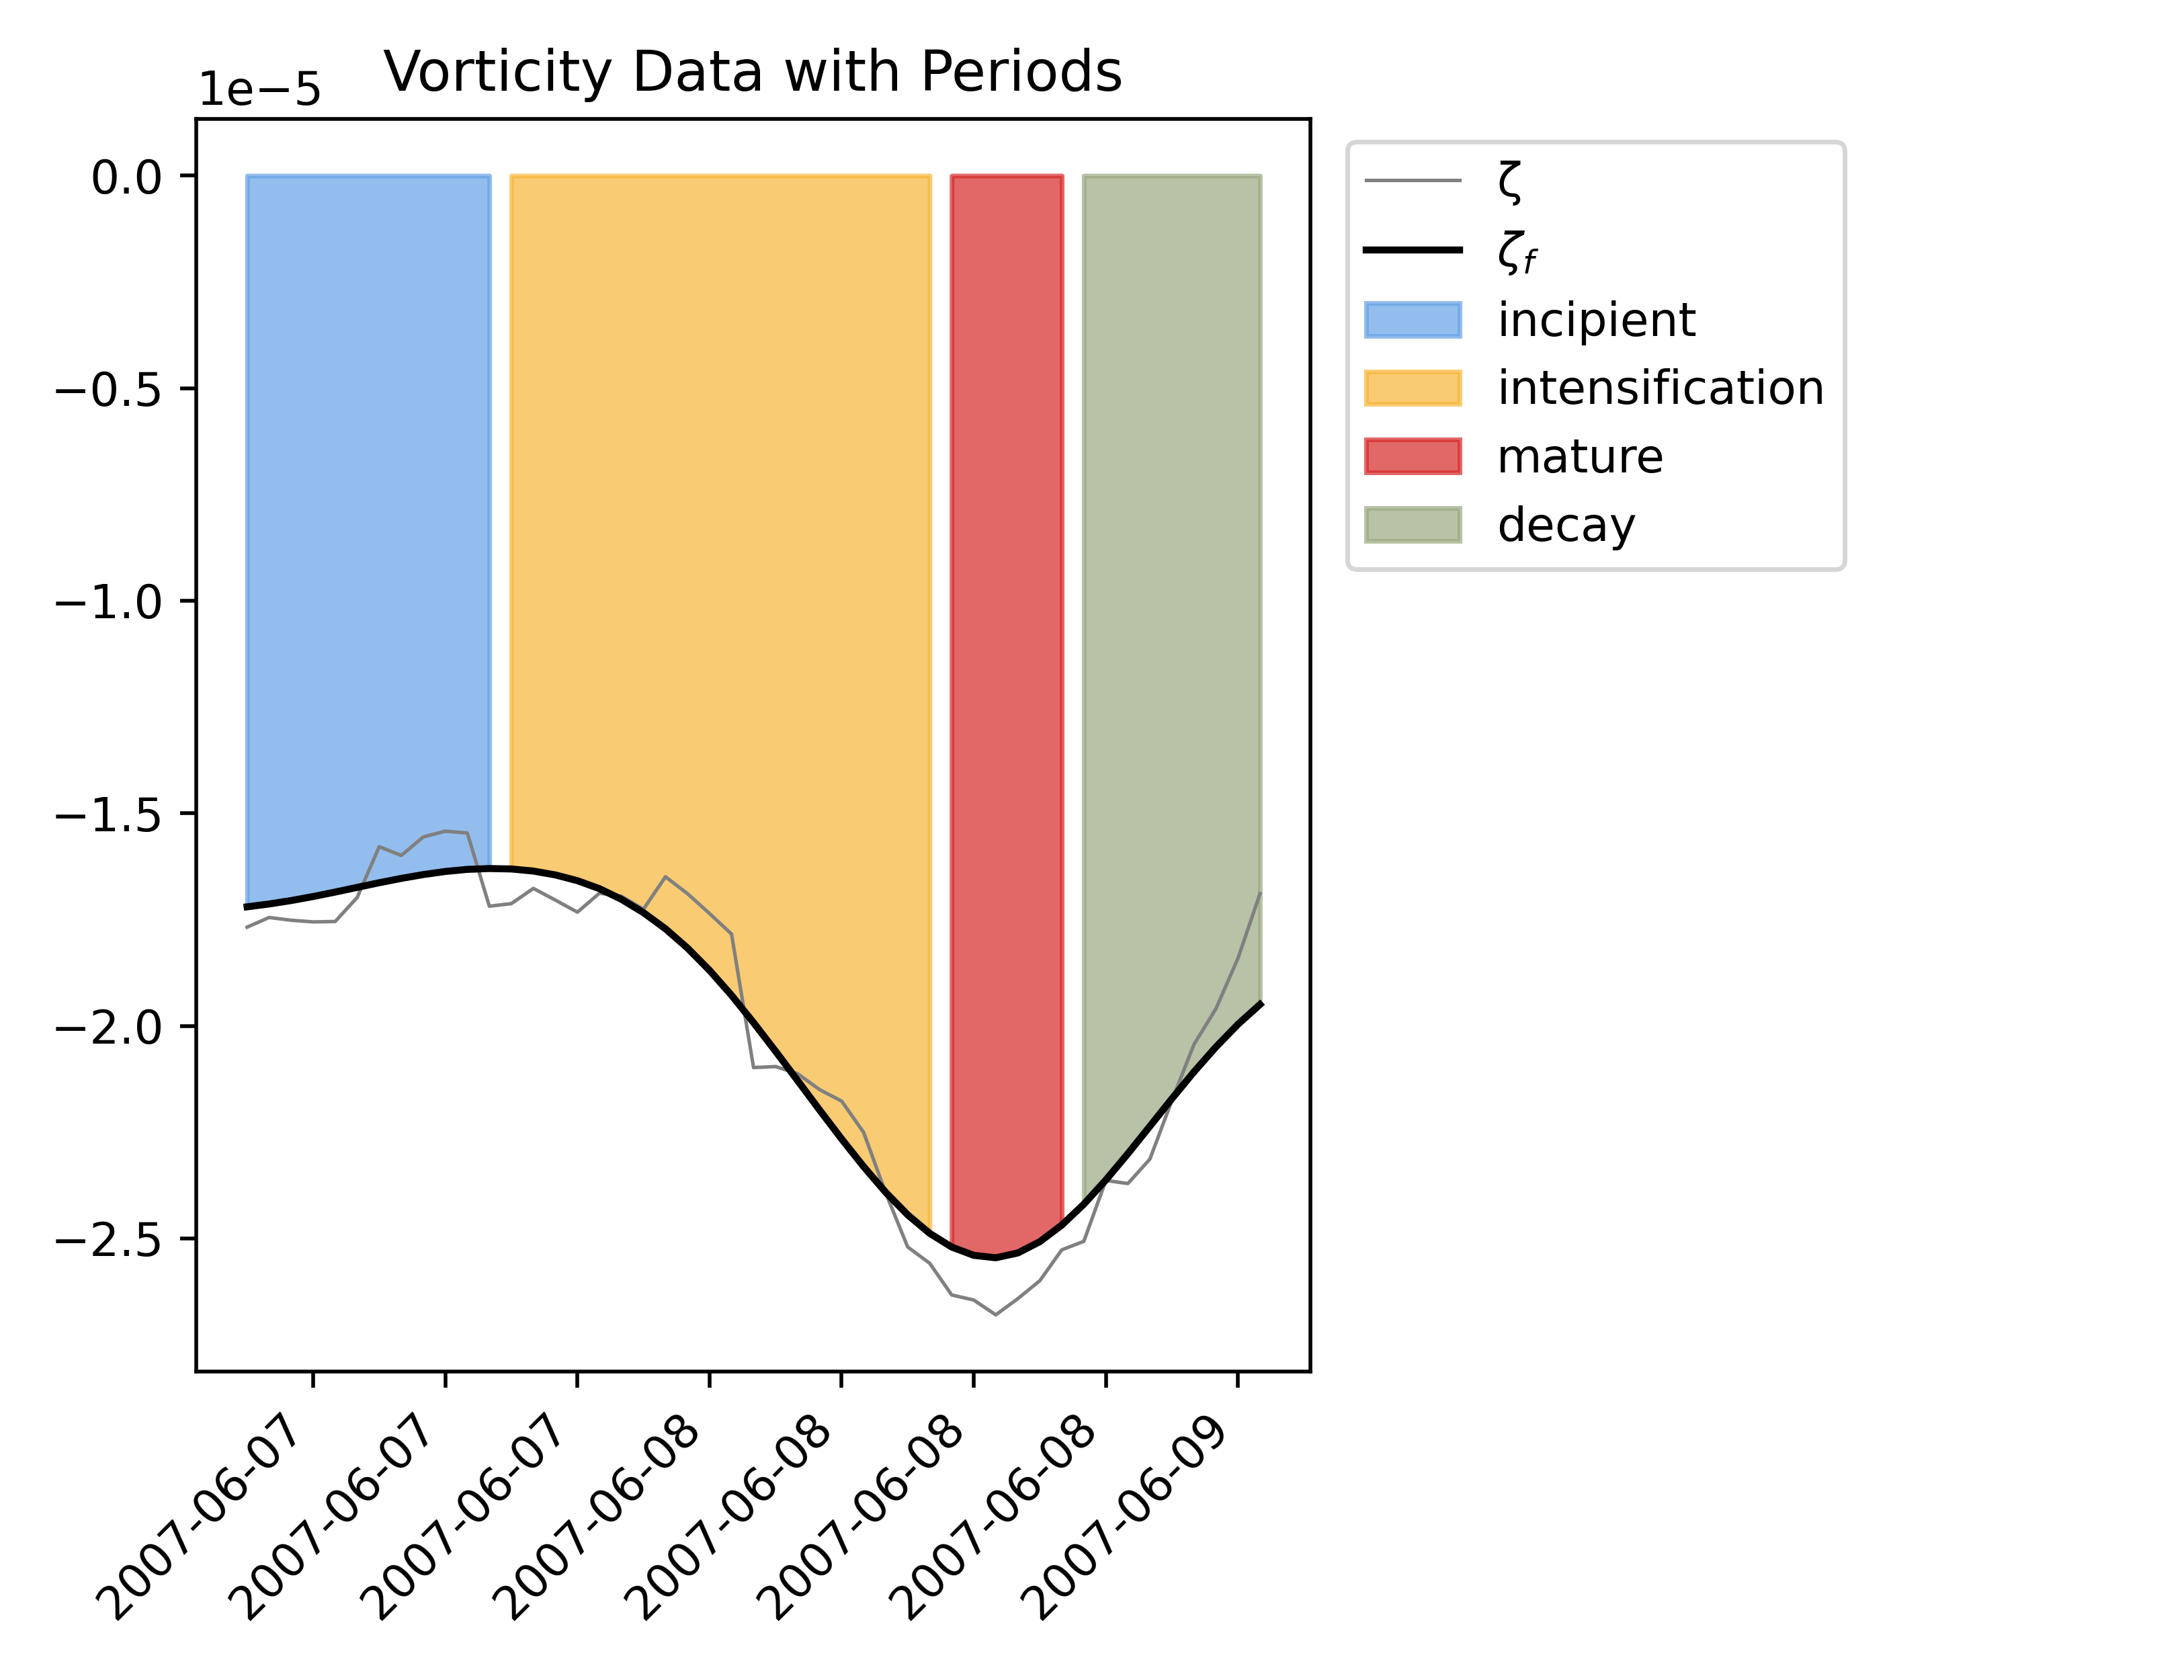 Vorticity Data with Periods
1e−5
0.0
−0.5
−1.0
−1.5
−2.0
−2.5
2007-06-07
2007-06-07
2007-06-07
2007-06-08
2007-06-08
2007-06-08
2007-06-08
2007-06-09
ζ
ζf
incipient
intensification
mature
decay